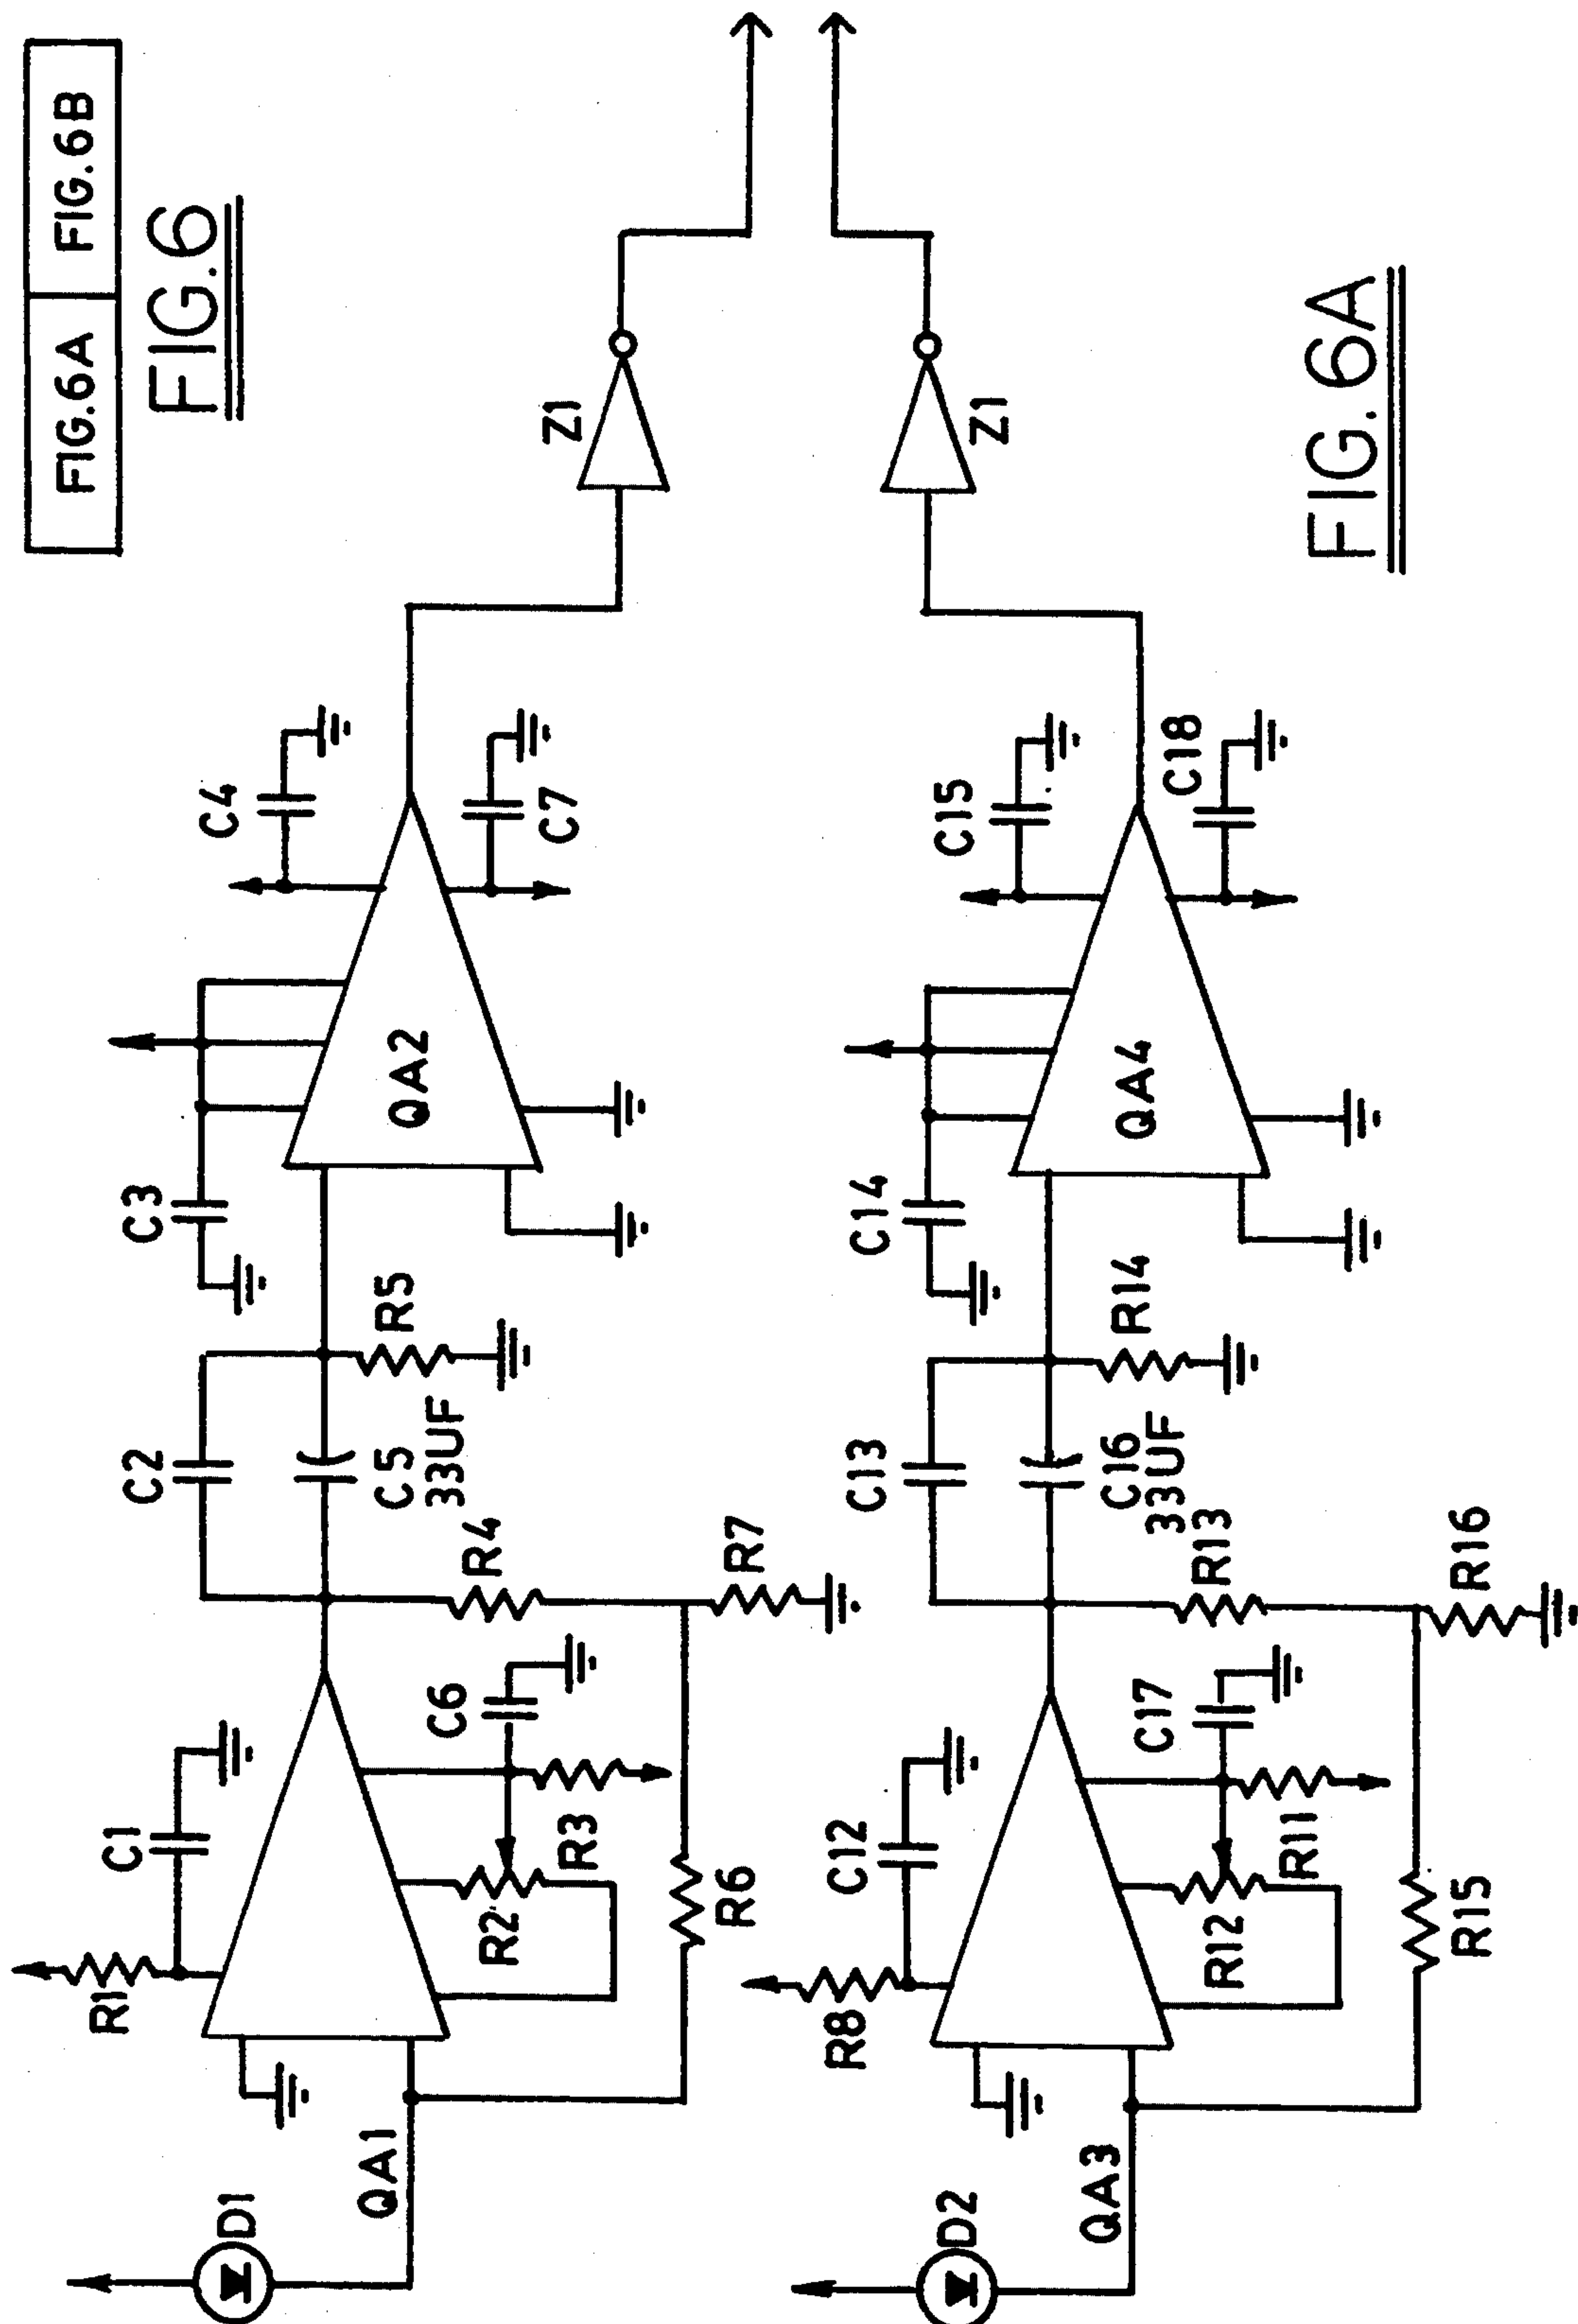 FIG.6A FIG.6B
FIG.6
R1
C1
C2
C3
C4
D1
QA1
R2
R3
C6
R4
C5
33UF
R5
QA2
C7
Z1
R6
R7
R8
C12
C13
C14
C15
D2
QA3
R12
R11
C17
R13
C16
33UF
R14
QA4
C18
Z1
R15
R16
FIG.6A